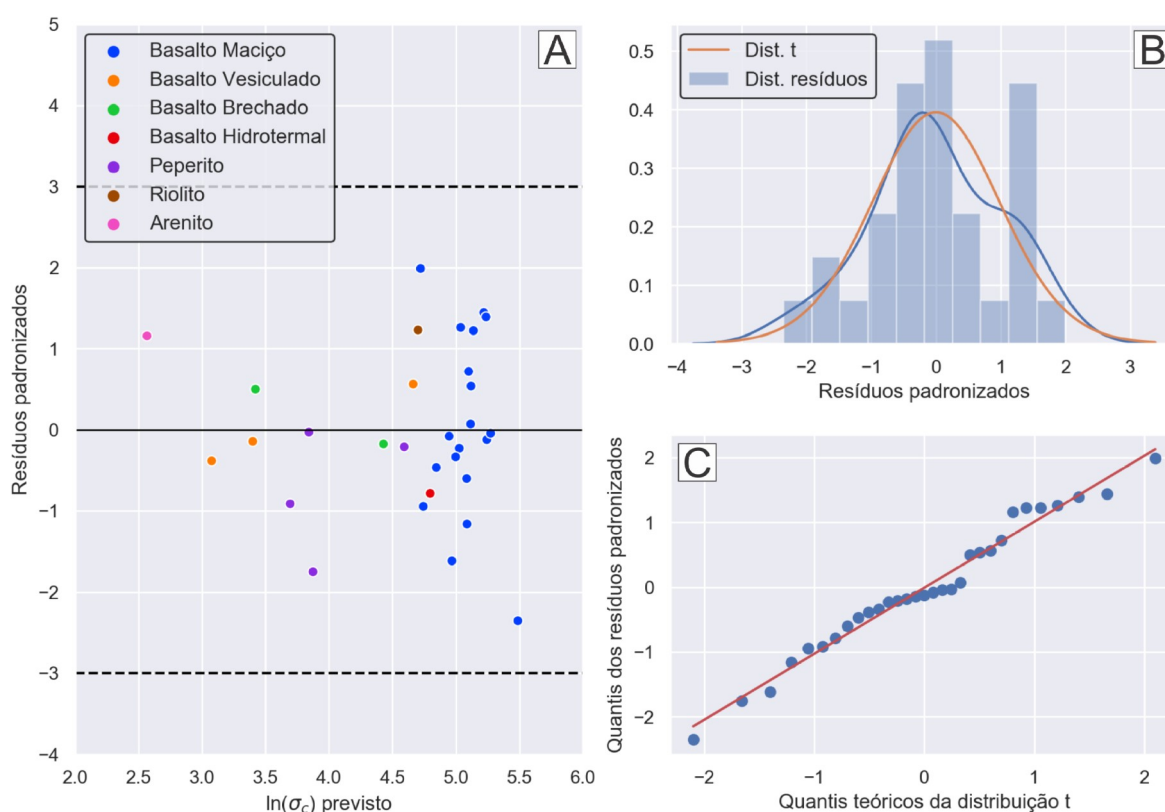 A
Basalto Maciço
Basalto Vesiculado
Basalto Brechado
Basalto Hidrotermal
Peperito
Riolito
Arenito
5
4
3
2
1
0
−1
−2
−3
−4
Resíduos padronizados
2.0 2.5 3.0 3.5 4.0 4.5 5.0 5.5 6.0
ln(σc) previsto
B
Dist. t
Dist. resíduos
0.5
0.4
0.3
0.2
0.1
0.0
−4 −3 −2 −1 0 1 2 3
Resíduos padronizados
C
2
1
0
−1
−2
Quantis dos resíduos padronizados
−2 −1 0 1 2
Quantis teóricos da distribuição t